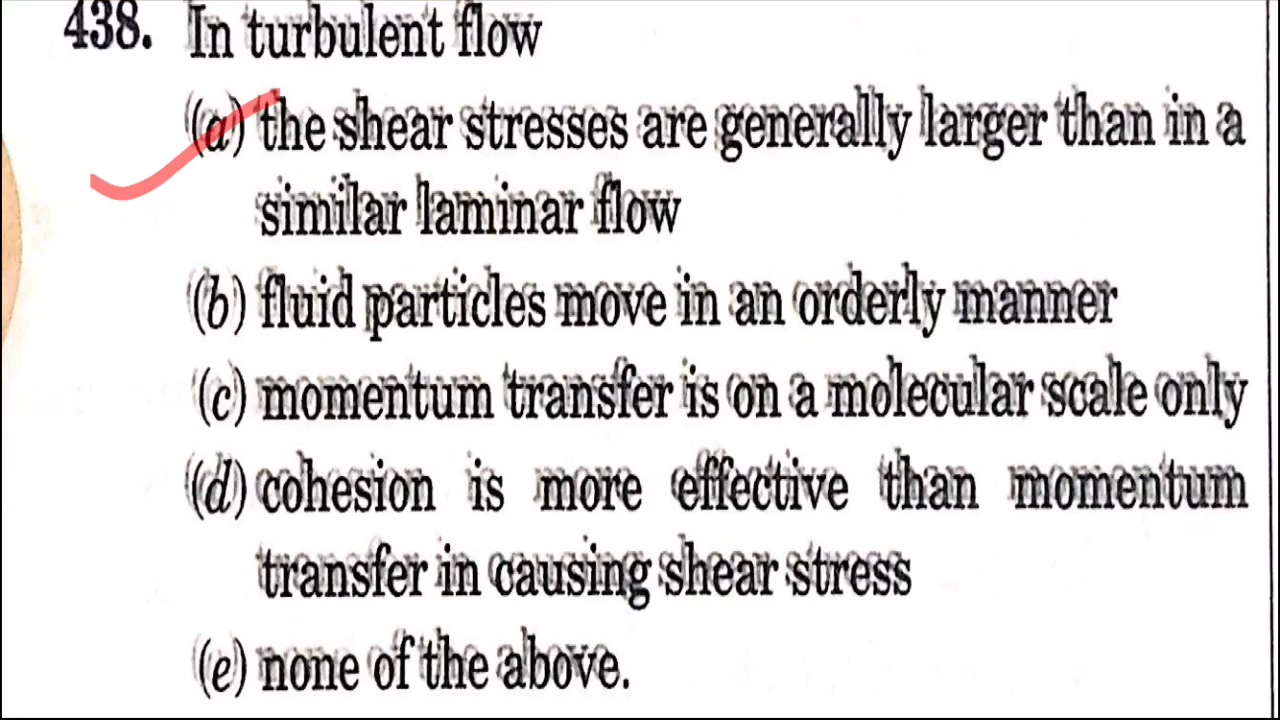 438. In turbulent flow
(a) the shear stresses are generally larger than in a
similar laminar flow
(b) fluid particles move in an orderly manner
(c) momentum transfer is on a molecular scale only
(d) cohesion is more effective than momentum
transfer in causing shear stress
(e) none of the above.